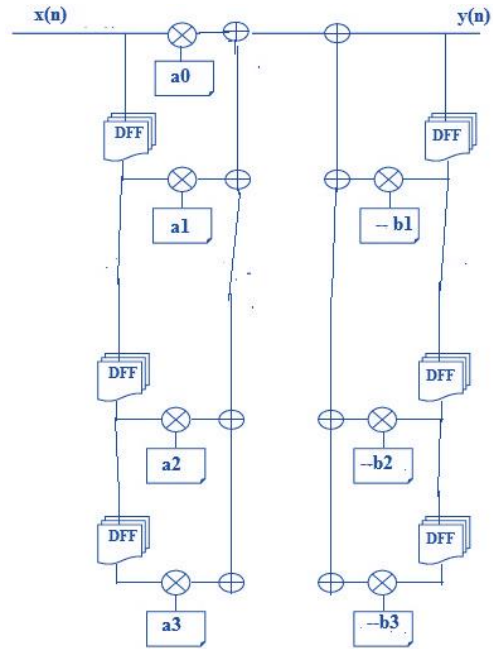 x(n) y(n)
a0
DFF DFF
a1 -- b1
DFF DFF
a2 --b2
DFF DFF
a3 --b3